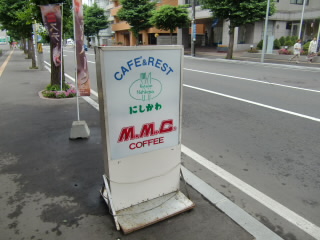 CAFE & REST
にしかわ
M.M.C.
COFFEE